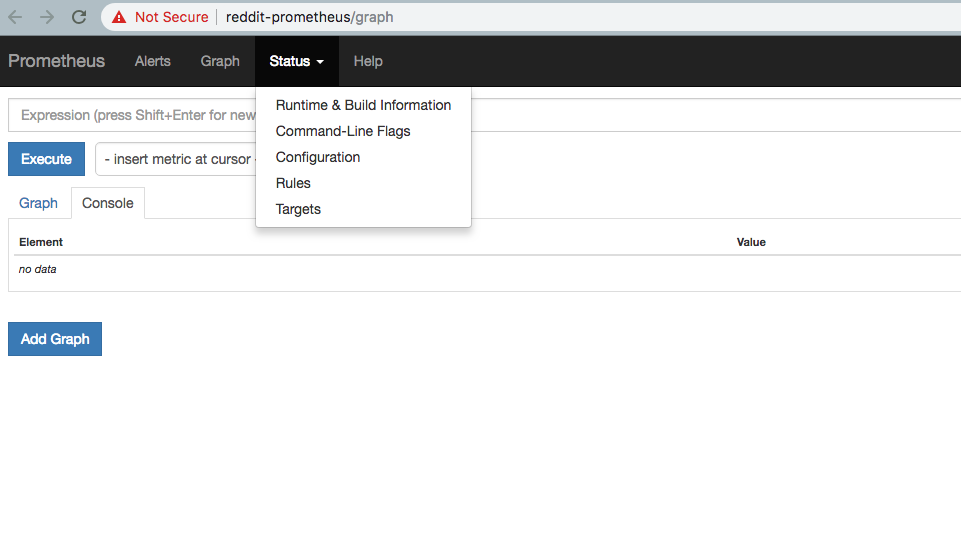 Not Secure reddit-prometheus/graph
Prometheus Alerts Graph Status Help
Runtime & Build Information
Command-Line Flags
Configuration
Rules
Targets
Expression (press Shift+Enter for new
Execute - insert metric at cursor -
Graph Console
Element Value
no data
Add Graph